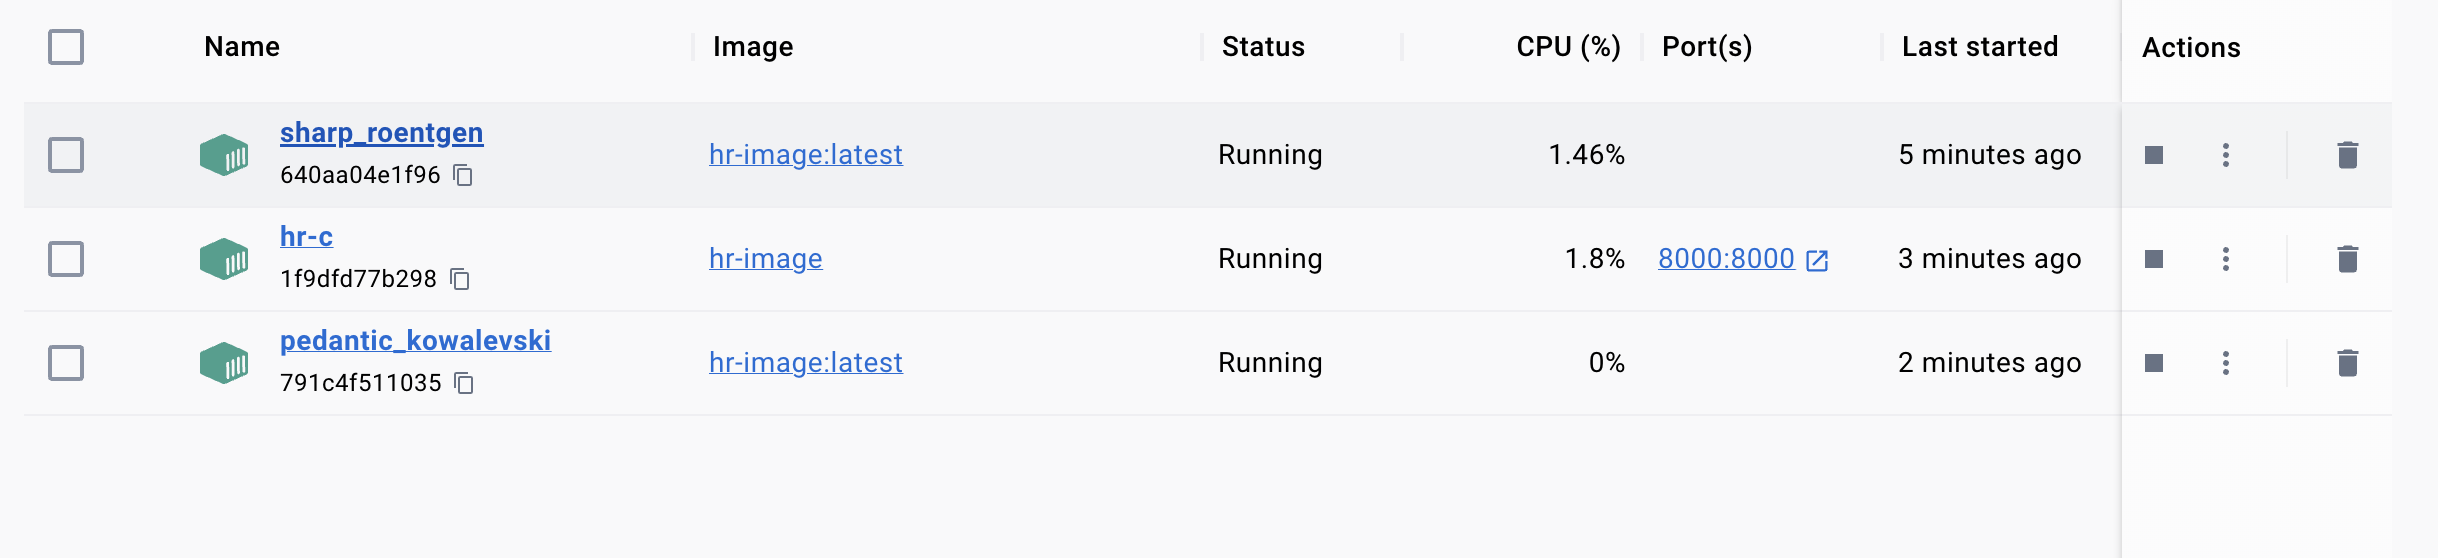 Name Image Status CPU (%) Port(s) Last started Actions
sharp_roentgen
640aa04e1f96
hr-image:latest Running 1.46% 5 minutes ago
hr-c
1f9dfd77b298
hr-image Running 1.8% 8000:8000 3 minutes ago
pedantic_kowalevski
791c4f511035
hr-image:latest Running 0% 2 minutes ago